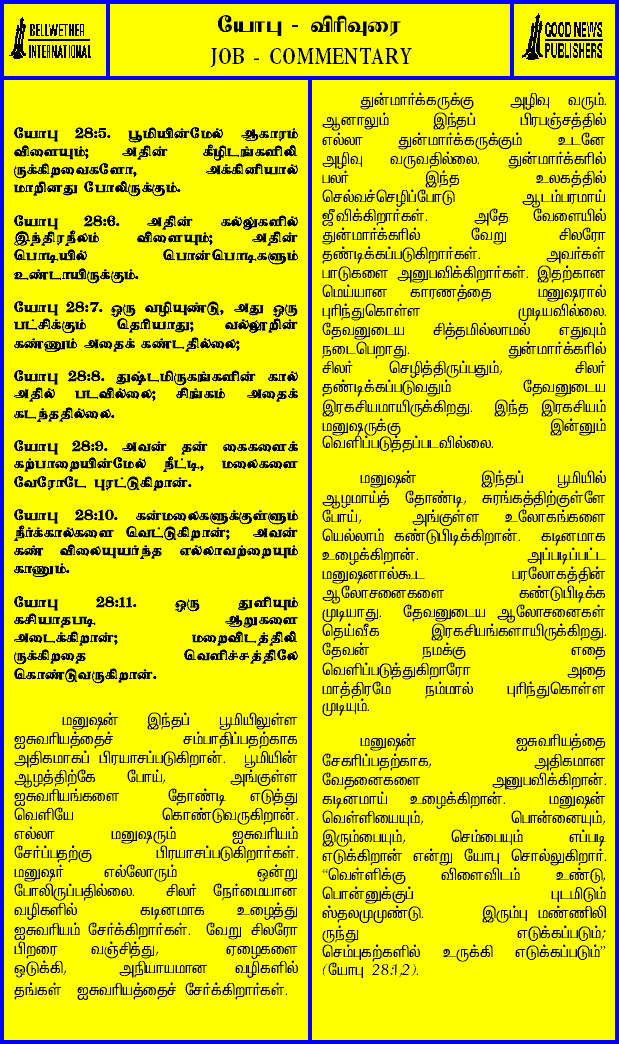 BELLWETHER
INTERNATIONAL
யோபு - விரிவுரை
JOB - COMMENTARY
GOOD NEWS
PUBLISHERS
யோபு 28:5. பூமியின்மேல் ஆகாரம்
விளையும்; அதின் கீழிடங்களிலி
ருக்கிறவைகளோ, அக்கினியால்
மாறினது போலிருக்கும்.
யோபு 28:6. அதின் கல்லுகளில்
இந்திரநீலம் விளையும்; அதின்
பொடியில் பொன்பொடிகளும்
உண்டாயிருக்கும்.
யோபு 28:7. ஒரு வழியுண்டு, அது ஒரு
பட்சிக்கும் தெரியாது; வல்லூறின்
கண்ணும் அதைக் கண்டதில்லை;
யோபு 28:8. துஷ்டமிருகங்களின் கால்
அதில் படவில்லை; சிங்கம் அதைக்
கடந்ததில்லை.
யோபு 28:9. அவன் தன் கைகளைக்
கற்பாறையின்மேல் நீட்டி, மலைகளை
வேரோடே புரட்டுகிறான்.
யோபு 28:10. கன்மலைகளுக்குள்ளும்
நீர்க்கால்களை வெட்டுகிறான்; அவன்
கண் விலையுயர்ந்த எல்லாவற்றையும்
காணும்.
யோபு 28:11. ஒரு துளியும்
கசியாதபடி ஆறுகளை
அடைக்கிறான்; மறைவிடத்திலி
ருக்கிறதை வெளிச்சத்திலே
கொண்டுவருகிறான்.
மனுஷன் இந்தப் பூமியிலுள்ள
ஐசுவரியத்தைச் சம்பாதிப்பதற்காக
அதிகமாகப் பிரயாசப்படுகிறான். பூமியின்
ஆழத்திற்கே போய், அங்குள்ள
ஐசுவரியங்களை தோண்டி எடுத்து
வெளியே கொண்டுவருகிறான்.
எல்லா மனுஷரும் ஐசுவரியம்
சேர்ப்பதற்கு பிரயாசப்படுகிறார்கள்.
மனுஷர் எல்லோரும் ஒன்று
போலிருப்பதில்லை. சிலர் நேர்மையான
வழிகளில் கடினமாக உழைத்து
ஐசுவரியம் சேர்க்கிறார்கள். வேறு சிலரோ
பிறரை வஞ்சித்து, ஏழைகளை
ஒடுக்கி, அநியாயமான வழிகளில்
தங்கள் ஐசுவரியத்தைச் சேர்க்கிறார்கள்.
துன்மார்க்கருக்கு அழிவு வரும்.
ஆனாலும் இந்தப் பிரபஞ்சத்தில்
எல்லா துன்மார்க்கருக்கும் உடனே
அழிவு வருவதில்லை. துன்மார்க்கரில்
பலர் இந்த உலகத்தில்
செல்வச்செழிப்போடு ஆடம்பரமாய்
ஜீவிக்கிறார்கள். அதே வேளையில்
துன்மார்க்கரில் வேறு சிலரோ
தண்டிக்கப்படுகிறார்கள். அவர்கள்
பாடுகளை அனுபவிக்கிறார்கள். இதற்கான
மெய்யான காரணத்தை மனுஷரால்
புரிந்துகொள்ள முடியவில்லை.
தேவனுடைய சித்தமில்லாமல் எதுவும்
நடைபெறாது. துன்மார்க்கரில்
சிலர் செழித்திருப்பதும், சிலர்
தண்டிக்கப்படுவதும் தேவனுடைய
இரகசியமாயிருக்கிறது. இந்த இரகசியம்
மனுஷருக்கு இன்னும்
வெளிப்படுத்தப்படவில்லை.
மனுஷன் இந்தப் பூமியில்
ஆழமாய்த் தோண்டி, சுரங்கத்திற்குள்ளே
போய், அங்குள்ள உலோகங்களை
யெல்லாம் கண்டுபிடிக்கிறான். கடினமாக
உழைக்கிறான். அப்படிப்பட்ட
மனுஷனால்கூட பரலோகத்தின்
ஆலோசனைகளை கண்டுபிடிக்க
முடியாது. தேவனுடைய ஆலோசனைகள்
தெய்வீக இரகசியங்களாயிருக்கிறது.
தேவன் நமக்கு எதை
வெளிப்படுத்துகிறாரோ அதை
மாத்திரமே நம்மால் புரிந்துகொள்ள
முடியும்.
மனுஷன் ஐசுவரியத்தை
சேகரிப்பதற்காக, அதிகமான
வேதனைகளை அனுபவிக்கிறான்.
கடினமாய் உழைக்கிறான். மனுஷன்
வெள்ளியையும், பொன்னையும்,
இரும்பையும், செம்பையும் எப்படி
எடுக்கிறான் என்று யோபு சொல்லுகிறார்.
“வெள்ளிக்கு விளைவிடம் உண்டு,
பொன்னுக்குப் புடமிடும்
ஸ்தலமுமுண்டு. இரும்பு மண்ணிலி
ருந்து எடுக்கப்படும்;
செம்புகற்களில் உருக்கி எடுக்கப்படும்”
(யோபு 28:1,2).